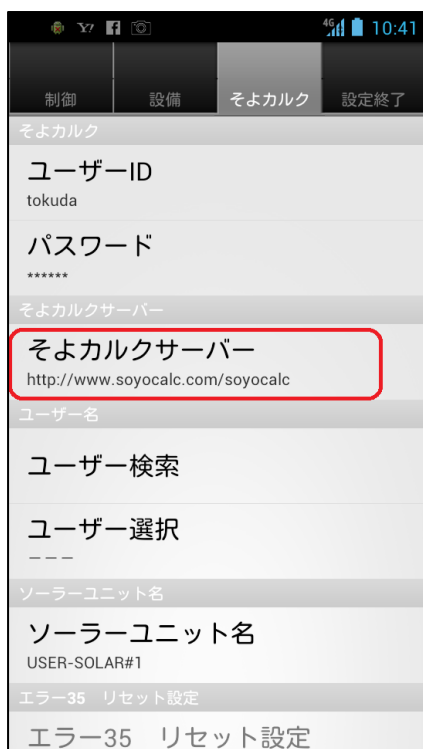 4G 10:41
制御 設備 そよカルク 設定終了
そよカルク
ユーザーID
tokuda
パスワード
******
そよカルクサーバー
そよカルクサーバー
http://www.soyocalc.com/soyocalc
ユーザー名
ユーザー検索
ユーザー選択
−−−
ソーラーユニット名
ソーラーユニット名
USER-SOLAR#1
エラー35　リセット設定
エラー35　リセット設定